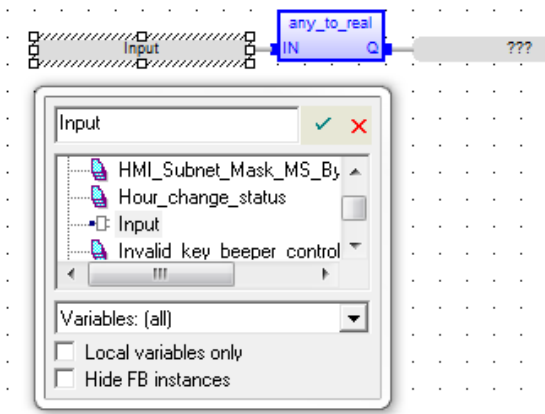 any_to_real
Input
IN
Q
???
Input
HMI_Subnet_Mask_MS_By
Hour_change_status
Input
Invalid_key_beeper_control
Variables: (all)
Local variables only
Hide FB instances